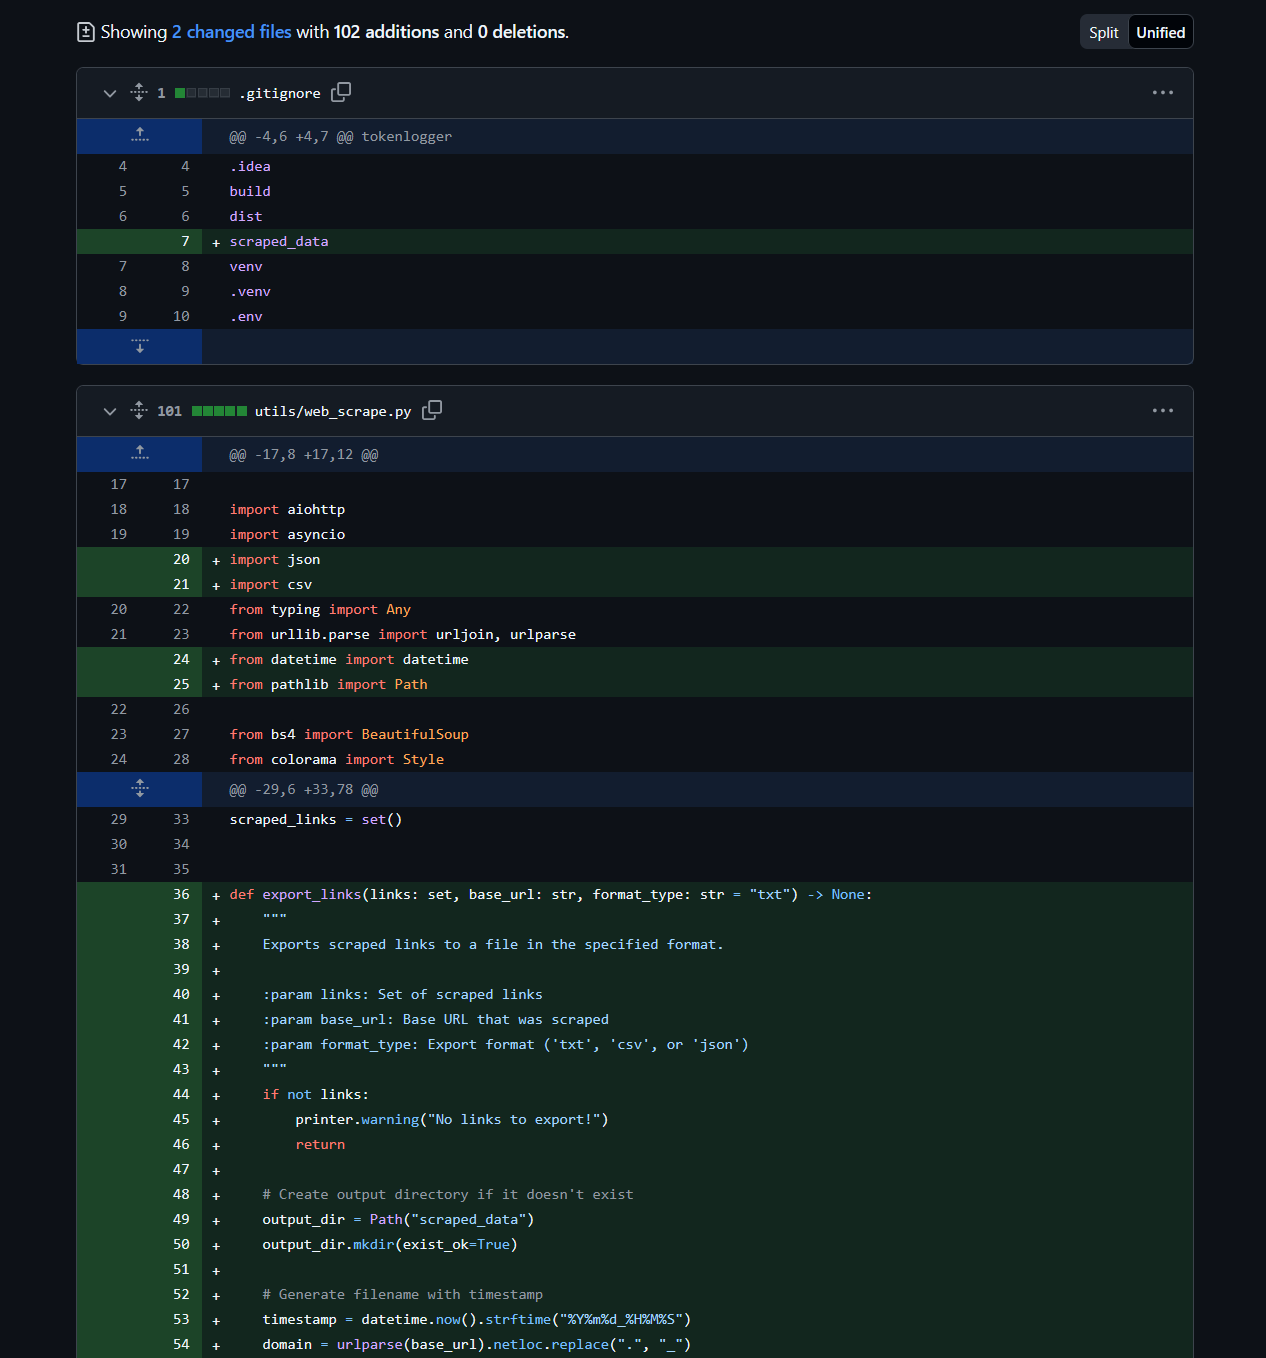 Showing 2 changed files with 102 additions and 0 deletions.
Split Unified
1 .gitignore
@@ -4,6 +4,7 @@ tokenlogger
4 4 .idea
5 5 build
6 6 dist
7 + scraped_data
7 8 venv
8 9 .venv
9 10 .env
101 utils/web_scrape.py
@@ -17,8 +17,12 @@
17 17
18 18 import aiohttp
19 19 import asyncio
20 + import json
21 + import csv
20 22 from typing import Any
21 23 from urllib.parse import urljoin, urlparse
24 + from datetime import datetime
25 + from pathlib import Path
22 26
23 27 from bs4 import BeautifulSoup
24 28 from colorama import Style
@@ -29,6 +33,78 @@
29 33 scraped_links = set()
30 34
31 35
36 + def export_links(links: set, base_url: str, format_type: str = "txt") -> None:
37 + """
38 + Exports scraped links to a file in the specified format.
39 +
40 + :param links: Set of scraped links
41 + :param base_url: Base URL that was scraped
42 + :param format_type: Export format ('txt', 'csv', or 'json')
43 + """
44 + if not links:
45 + printer.warning("No links to export!")
46 + return
47 +
48 + # Create output directory if it doesn't exist
49 + output_dir = Path("scraped_data")
50 + output_dir.mkdir(exist_ok=True)
51 +
52 + # Generate filename with timestamp
53 + timestamp = datetime.now().strftime("%Y%m%d_%H%M%S")
54 + domain = urlparse(base_url).netloc.replace(".", "_")